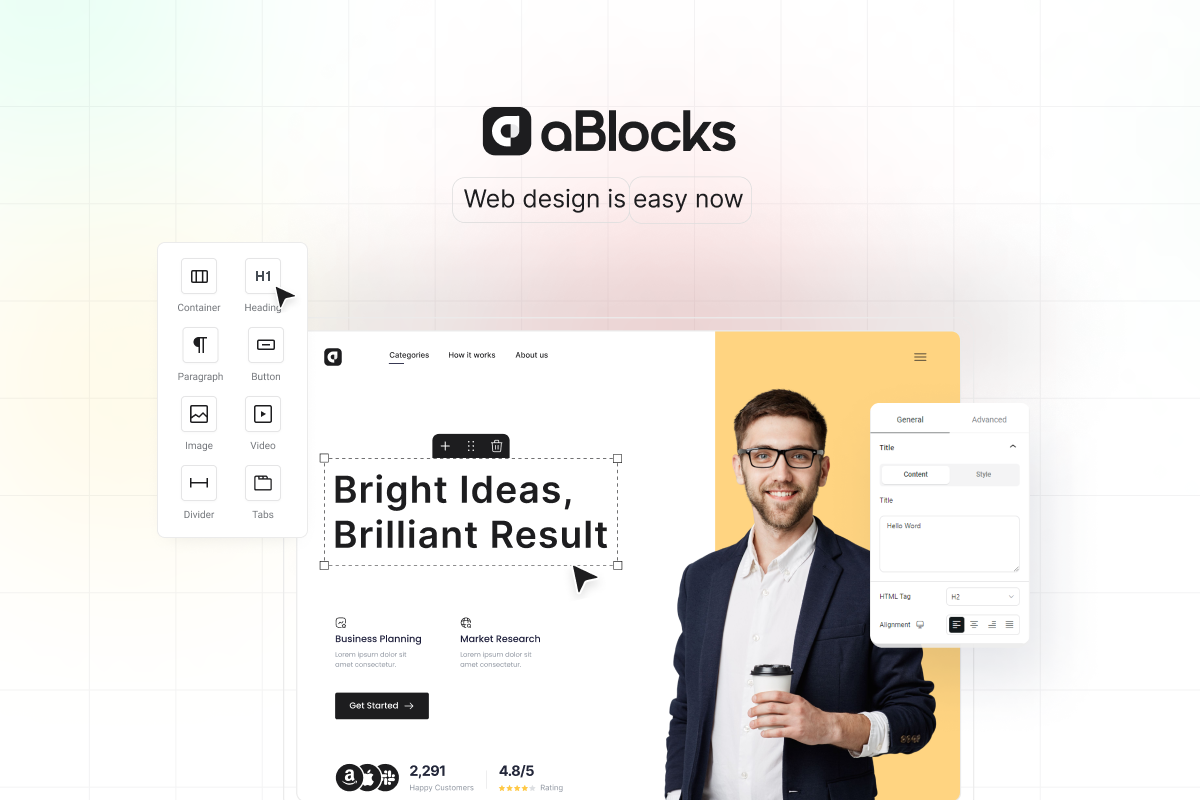 aBlocks
Web design is easy now
Container
H1
Heading
Paragraph
Button
Image
Video
Divider
Tabs
Categories
How it works
About us
Bright Ideas,
Brilliant Result
Business Planning
Lorem ipsum dolor sit
amet consectetur.
Market Research
Lorem ipsum dolor sit
amet consectetur.
Get Started
2,291
Happy Customers
4.8/5
Rating
General
Advanced
Title
Content
Style
Title
Hello Word
HTML Tag
H2
Alignment